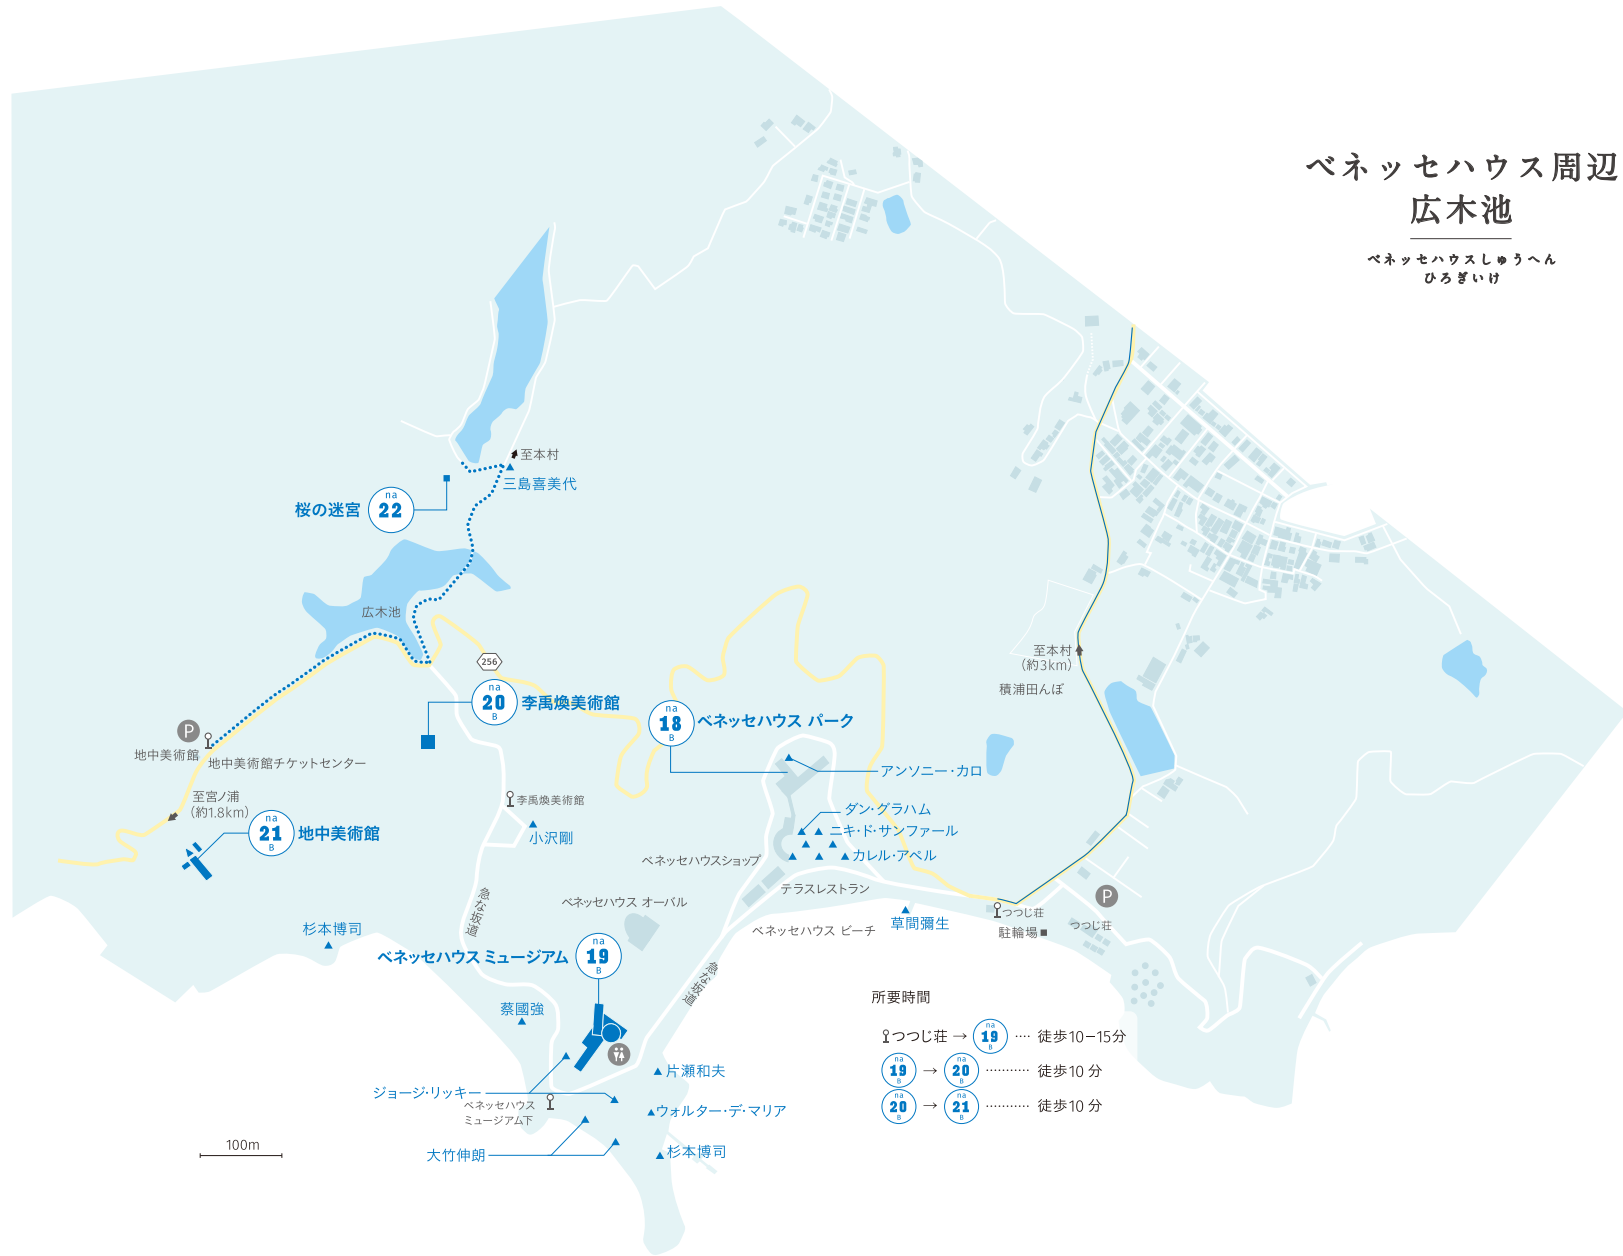 ベネッセハウス周辺
広木池
ベネッセハウスしゅうへん
ひろぎいけ
至本村
三島喜美代
桜の迷宮
na
22
広木池
256
na
20
B
李禹煥美術館
na
18
B
ベネッセハウス パーク
至本村
(約3km)
積浦田んぼ
P
地中美術館
地中美術館チケットセンター
至宮ノ浦
(約1.8km)
na
21
B
地中美術館
李禹煥美術館
小沢剛
アンソニー・カロ
ダン・グラハム
ニキ・ド・サンファール
カレル・アペル
ベネッセハウスショップ
テラスレストラン
ベネッセハウス オーバル
急な坂道
杉本博司
ベネッセハウス ビーチ
草間彌生
つつじ荘
駐輪場
P
つつじ荘
ベネッセハウス ミュージアム
na
19
B
急な坂道
蔡國強
片瀬和夫
ジョージ・リッキー
ベネッセハウス
ミュージアム下
ウォルター・デ・マリア
大竹伸朗
杉本博司
100m
所要時間
つつじ荘 → na 19 B ···· 徒歩10−15分
na 19 B → na 20 B ··········· 徒歩10 分
na 20 B → na 21 B ··········· 徒歩10 分